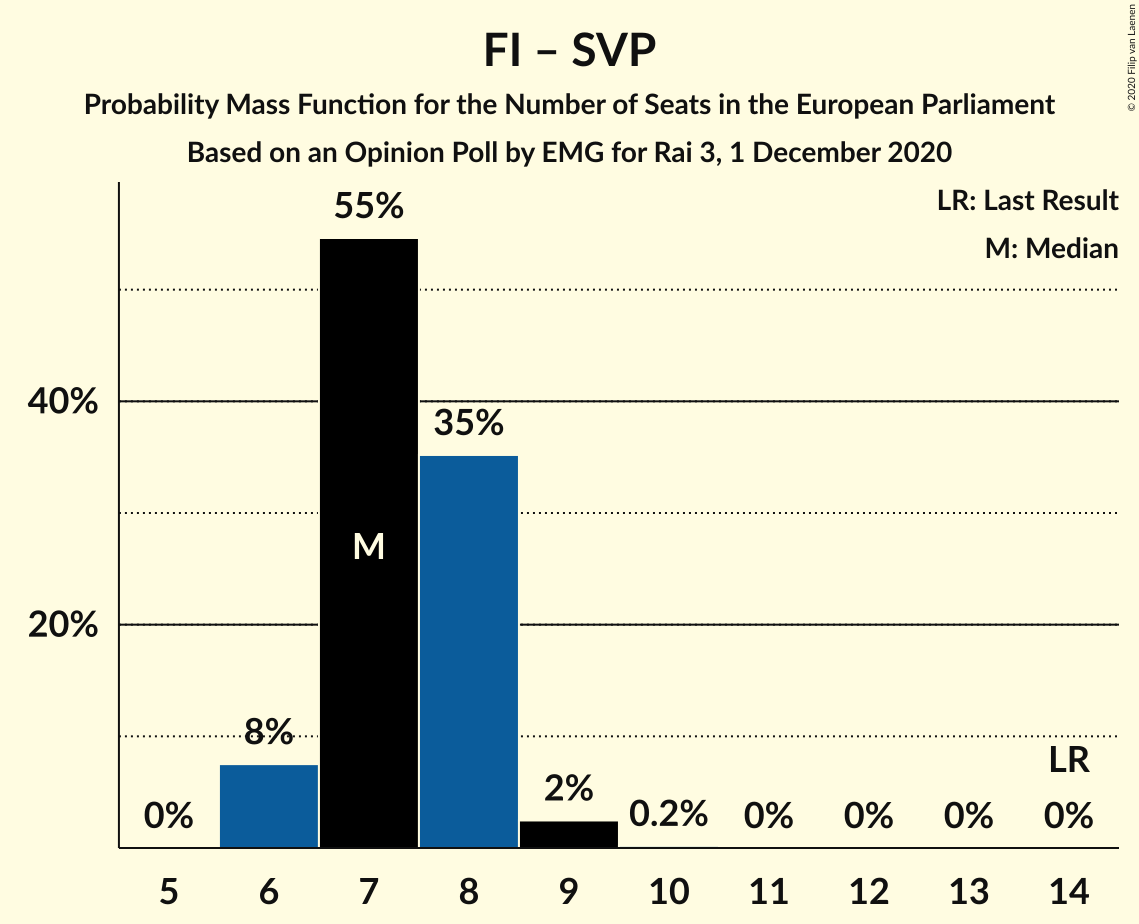 FI – SVP
Probability Mass Function for the Number of Seats in the European Parliament
Based on an Opinion Poll by EMG for Rai 3, 1 December 2020
© 2020 Filip van Laenen
LR: Last Result
M: Median
55%
40%
35%
M
20%
8%
LR
2%
0%
0.2%
0%
0%
0%
0%
5 6 7 8 9 10 11 12 13 14